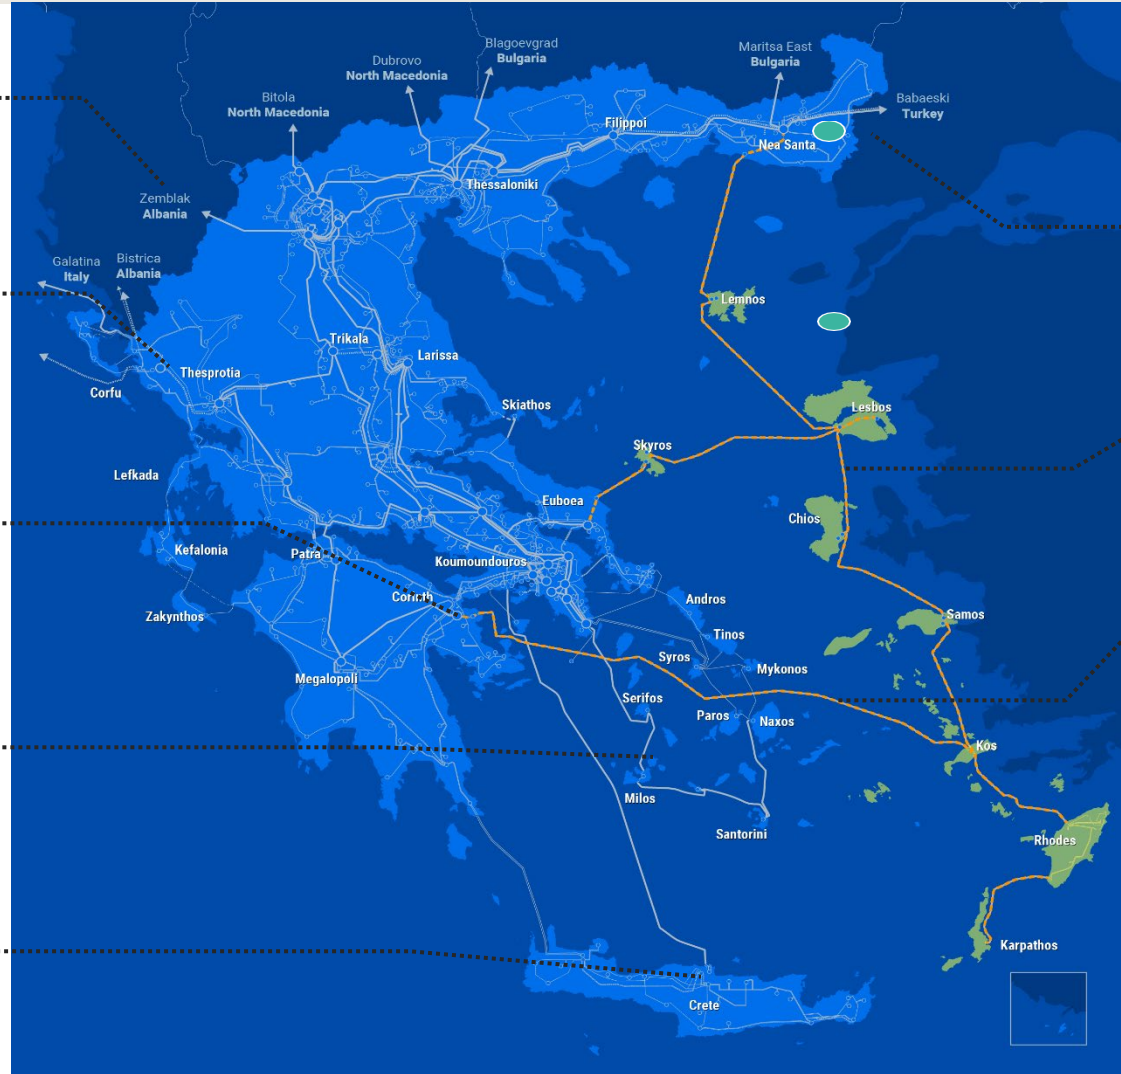 Blagoevgrad
Bulgaria
Maritsa East
Bulgaria
Dubrovo
North Macedonia
Bitola
North Macedonia
Babaeski
Turkey
Filippoi
Nea Santa
Thessaloniki
Zemblak
Albania
Galatina
Italy
Bistrica
Albania
Lemnos
Trikala
Larissa
Thesprotia
Corfu
Skiathos
Lesbos
Skyros
Lefkada
Euboea
Chios
Kefalonia
Patra
Koumoundouros
Corinth
Andros
Zakynthos
Samos
Tinos
Syros
Mykonos
Megalopoli
Serifos
Paros
Naxos
Kos
Milos
Santorini
Rhodes
Karpathos
Crete